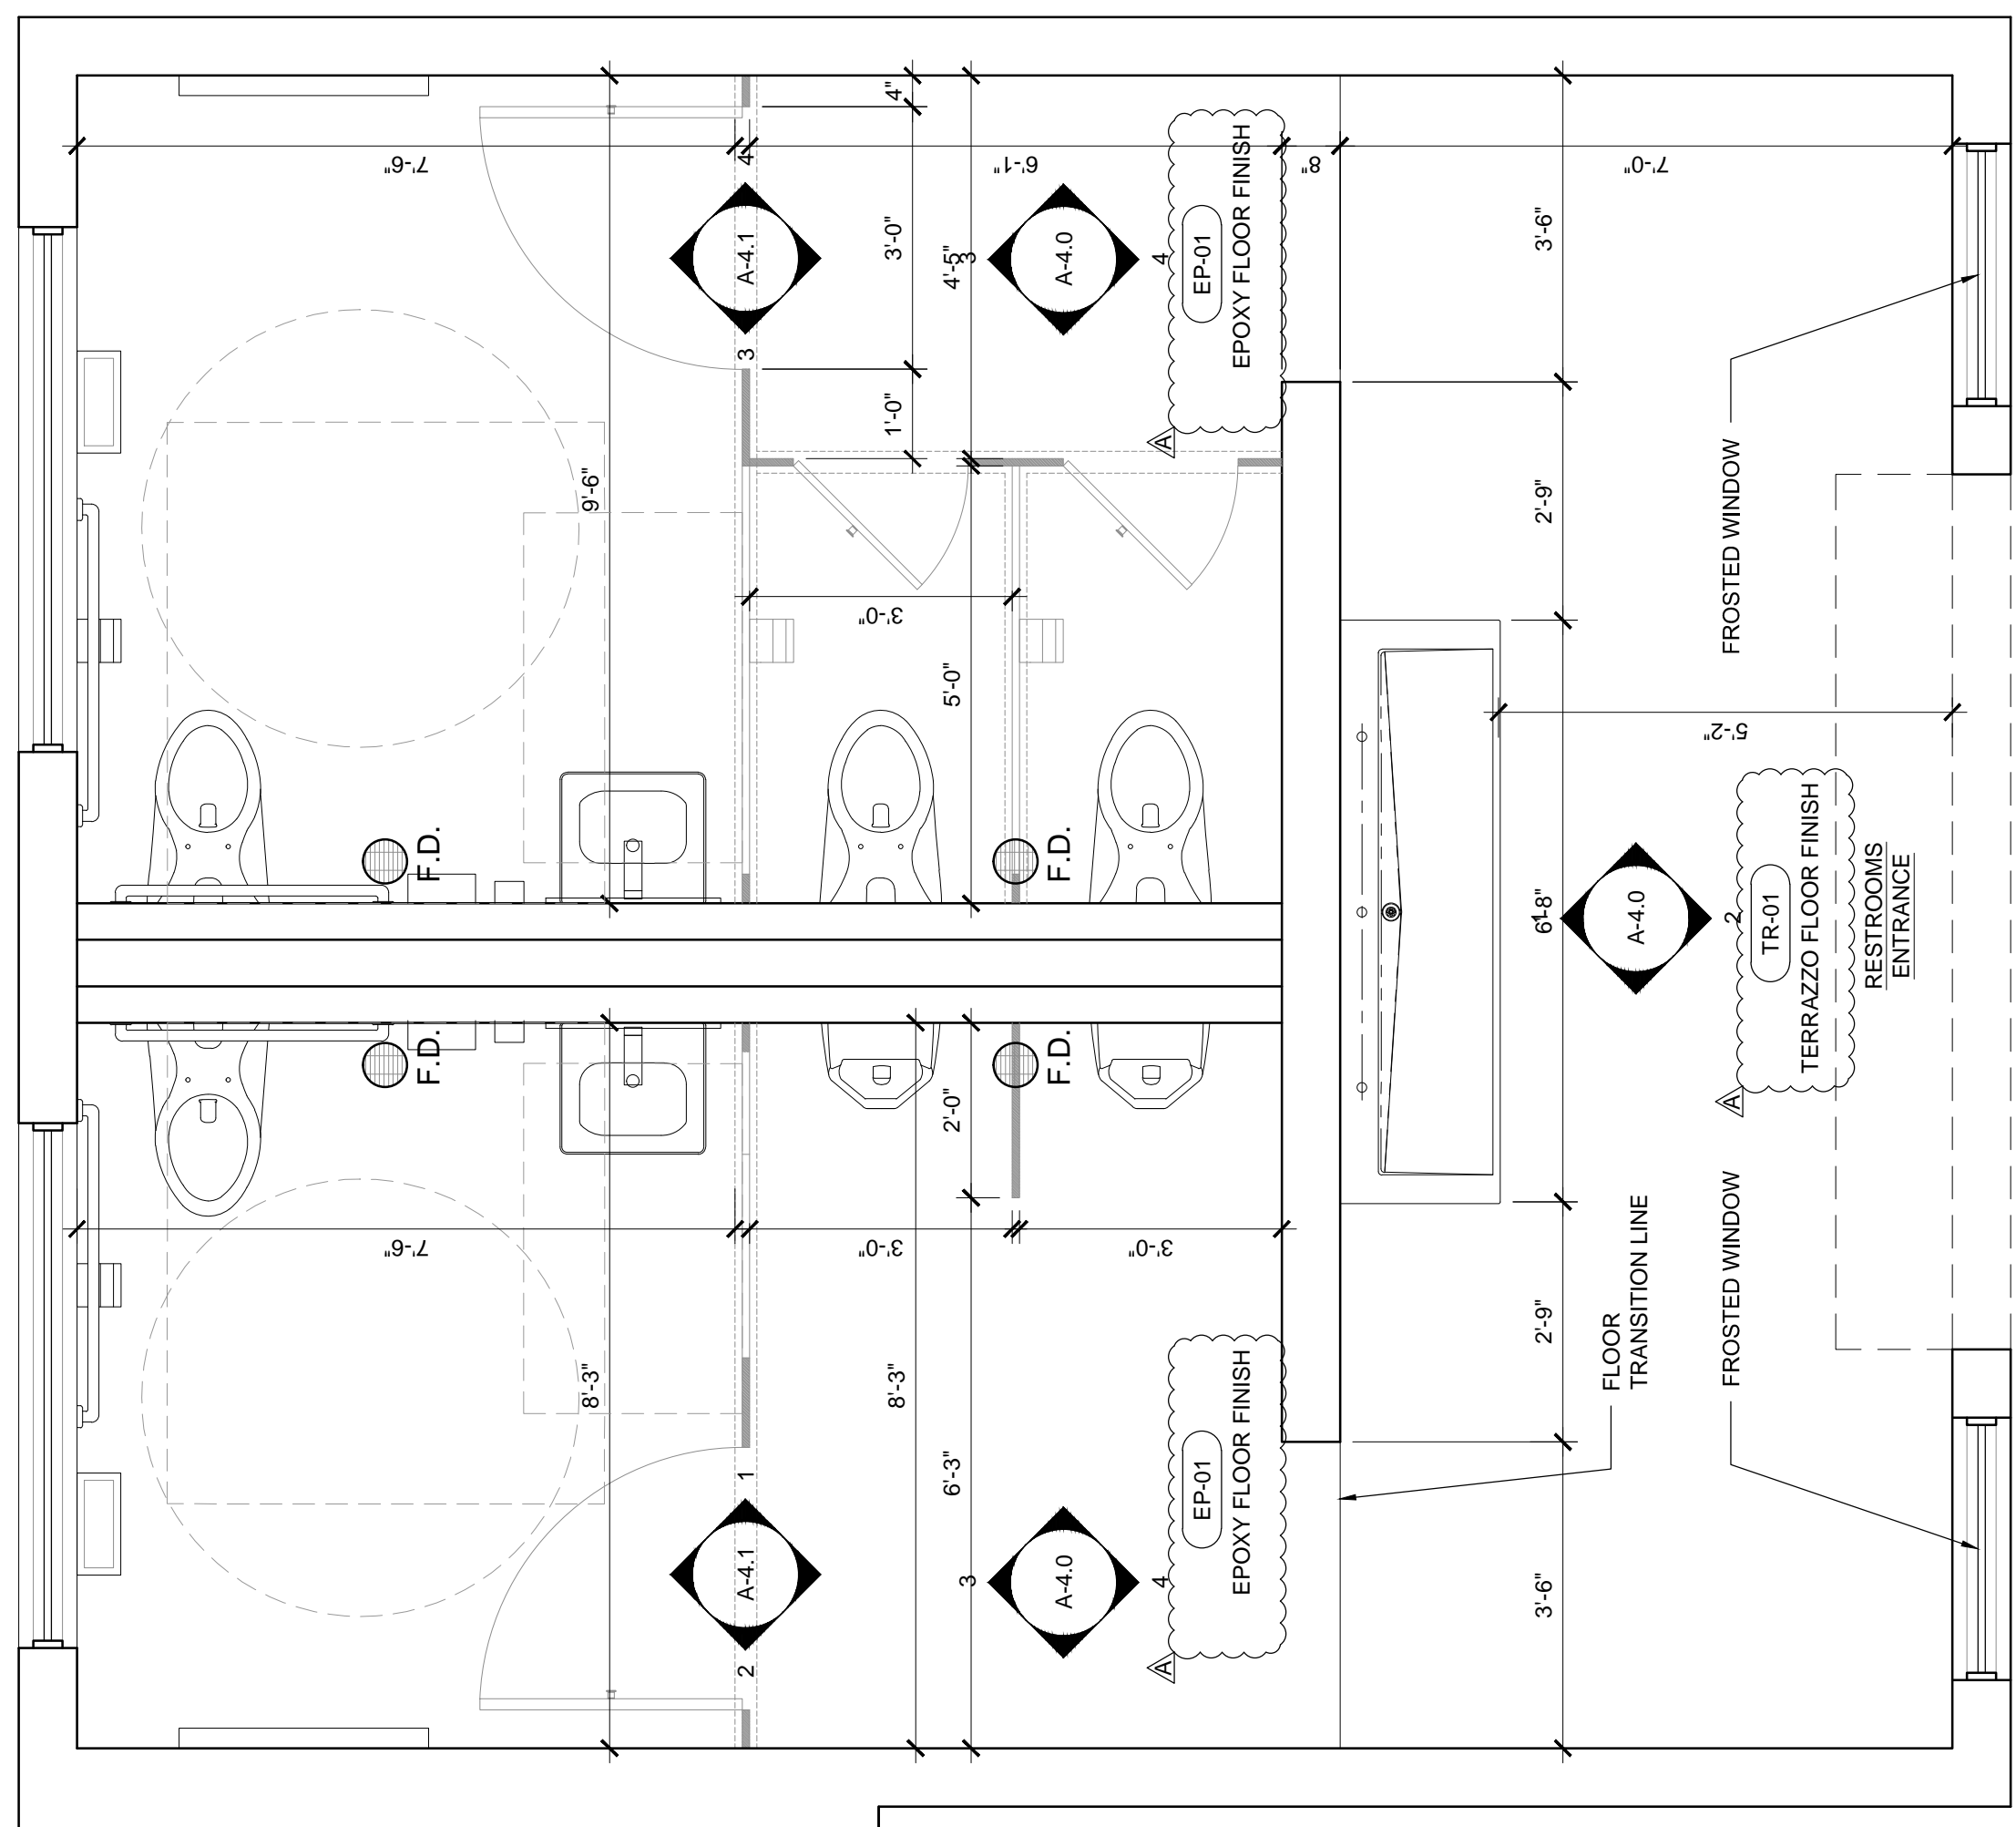 4"
7'-6"
4
6'-1"
8"
7'-0"
A-4.1
3'-0"
4'-5"
3
A-4.0
4
EP-01
EPOXY FLOOR FINISH
3'-6"
3
1'-0"
A
9'-6"
2'-9"
FROSTED WINDOW
3'-0"
5'-0"
5'-2"
F.D.
F.D.
6'-8"
A-4.0
2
TR-01
TERRAZZO FLOOR FINISH
RESTROOMS
ENTRANCE
A
F.D.
F.D.
2'-0"
7'-6"
3'-0"
3'-0"
FLOOR
TRANSITION LINE
FROSTED WINDOW
8'-3"
8'-3"
2'-9"
6'-3"
1
A-4.1
2
3
A-4.0
4
EP-01
EPOXY FLOOR FINISH
A
3'-6"